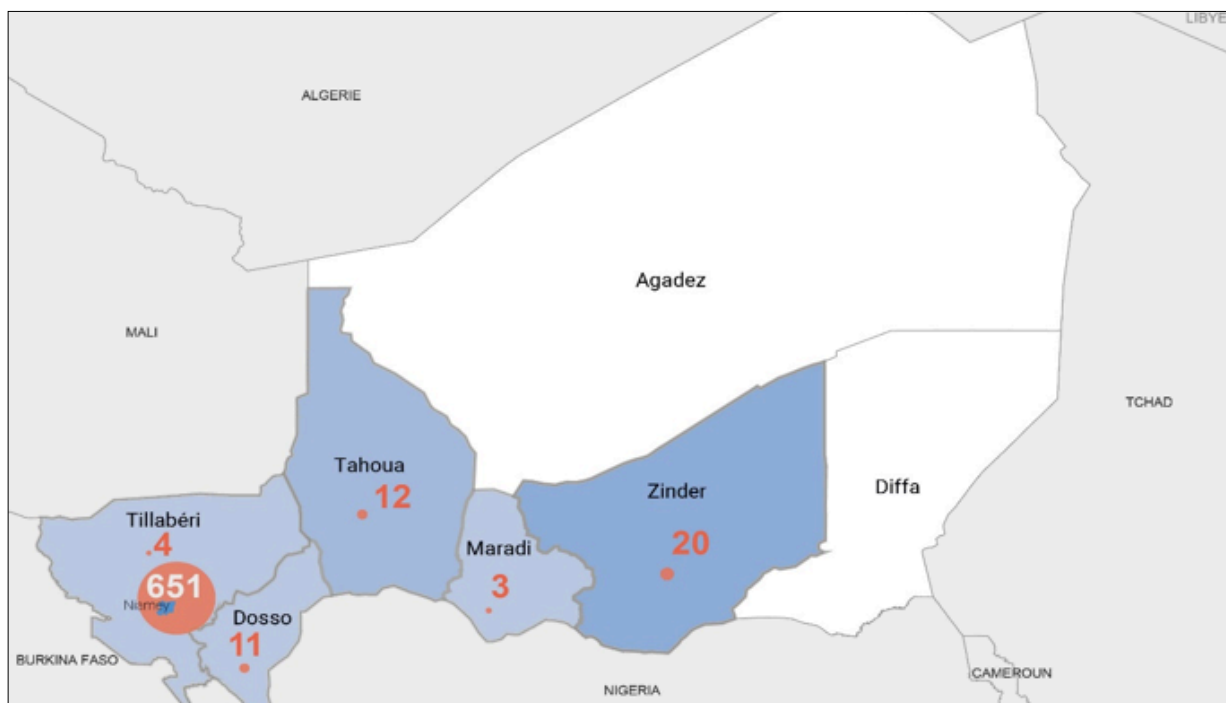 LIBYE
ALGERIE
Agadez
MALI
TCHAD
Tahoua
12
Zinder
Diffa
Tillabéri
4
20
Maradi
3
651
Niamey
Dosso
11
BURKINA FASO
CAMEROUN
NIGERIA